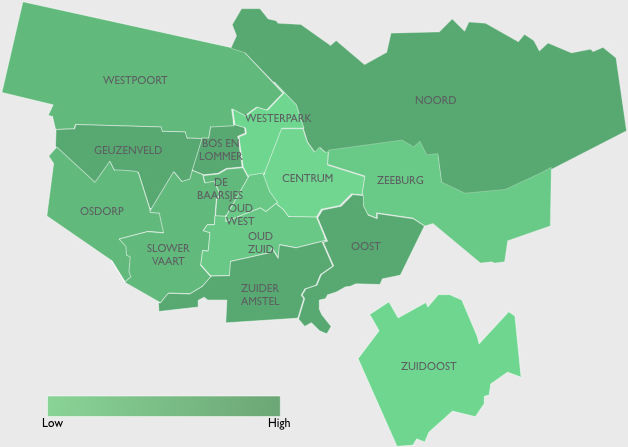 WESTPOORT
NOORD
WESTERPARK
GEUZENVELD
BOS EN
LOMMER
CENTRUM
ZEEBURG
DE
BAARSJES
OSDORP
OUD
WEST
SLOWER
VAART
OUD
ZUID
OOST
ZUIDER
AMSTEL
ZUIDOOST
Low
High